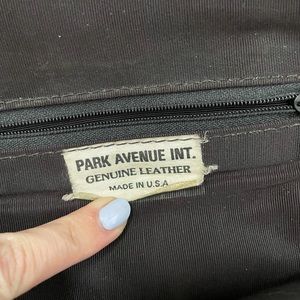 PARK AVENUE INT.
GENUINE LEATHER
MADE IN U.S.A